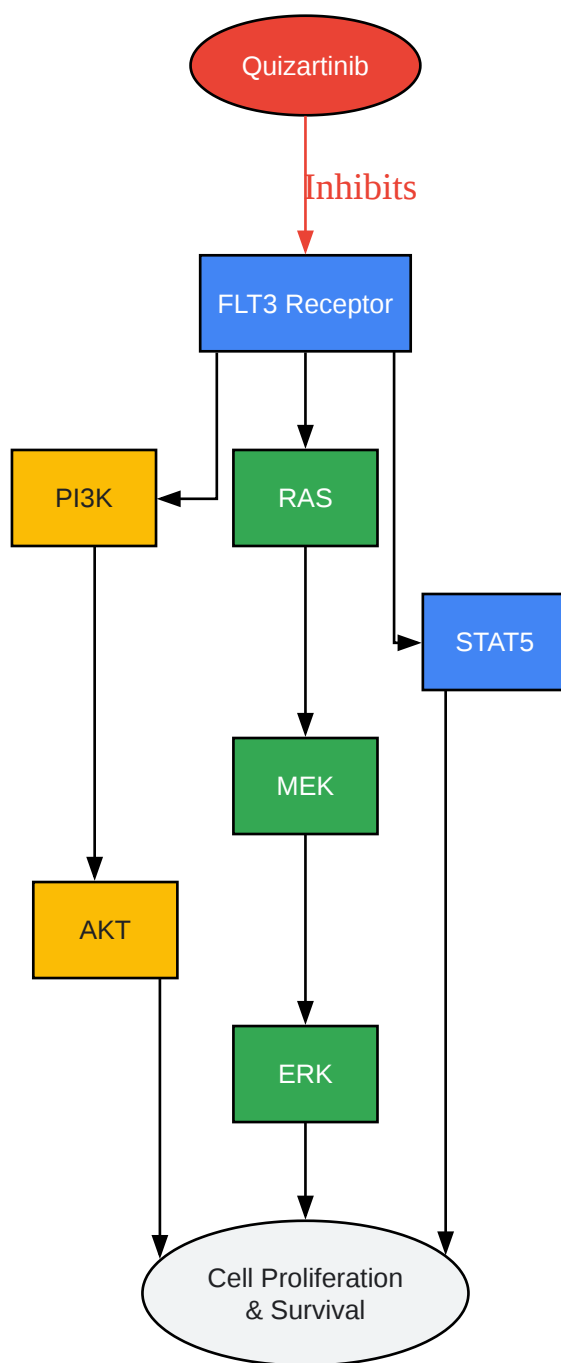 Quizartinib
Inhibits
FLT3 Receptor
PI3K
RAS
STAT5
MEK
AKT
ERK
Cell Proliferation
& Survival